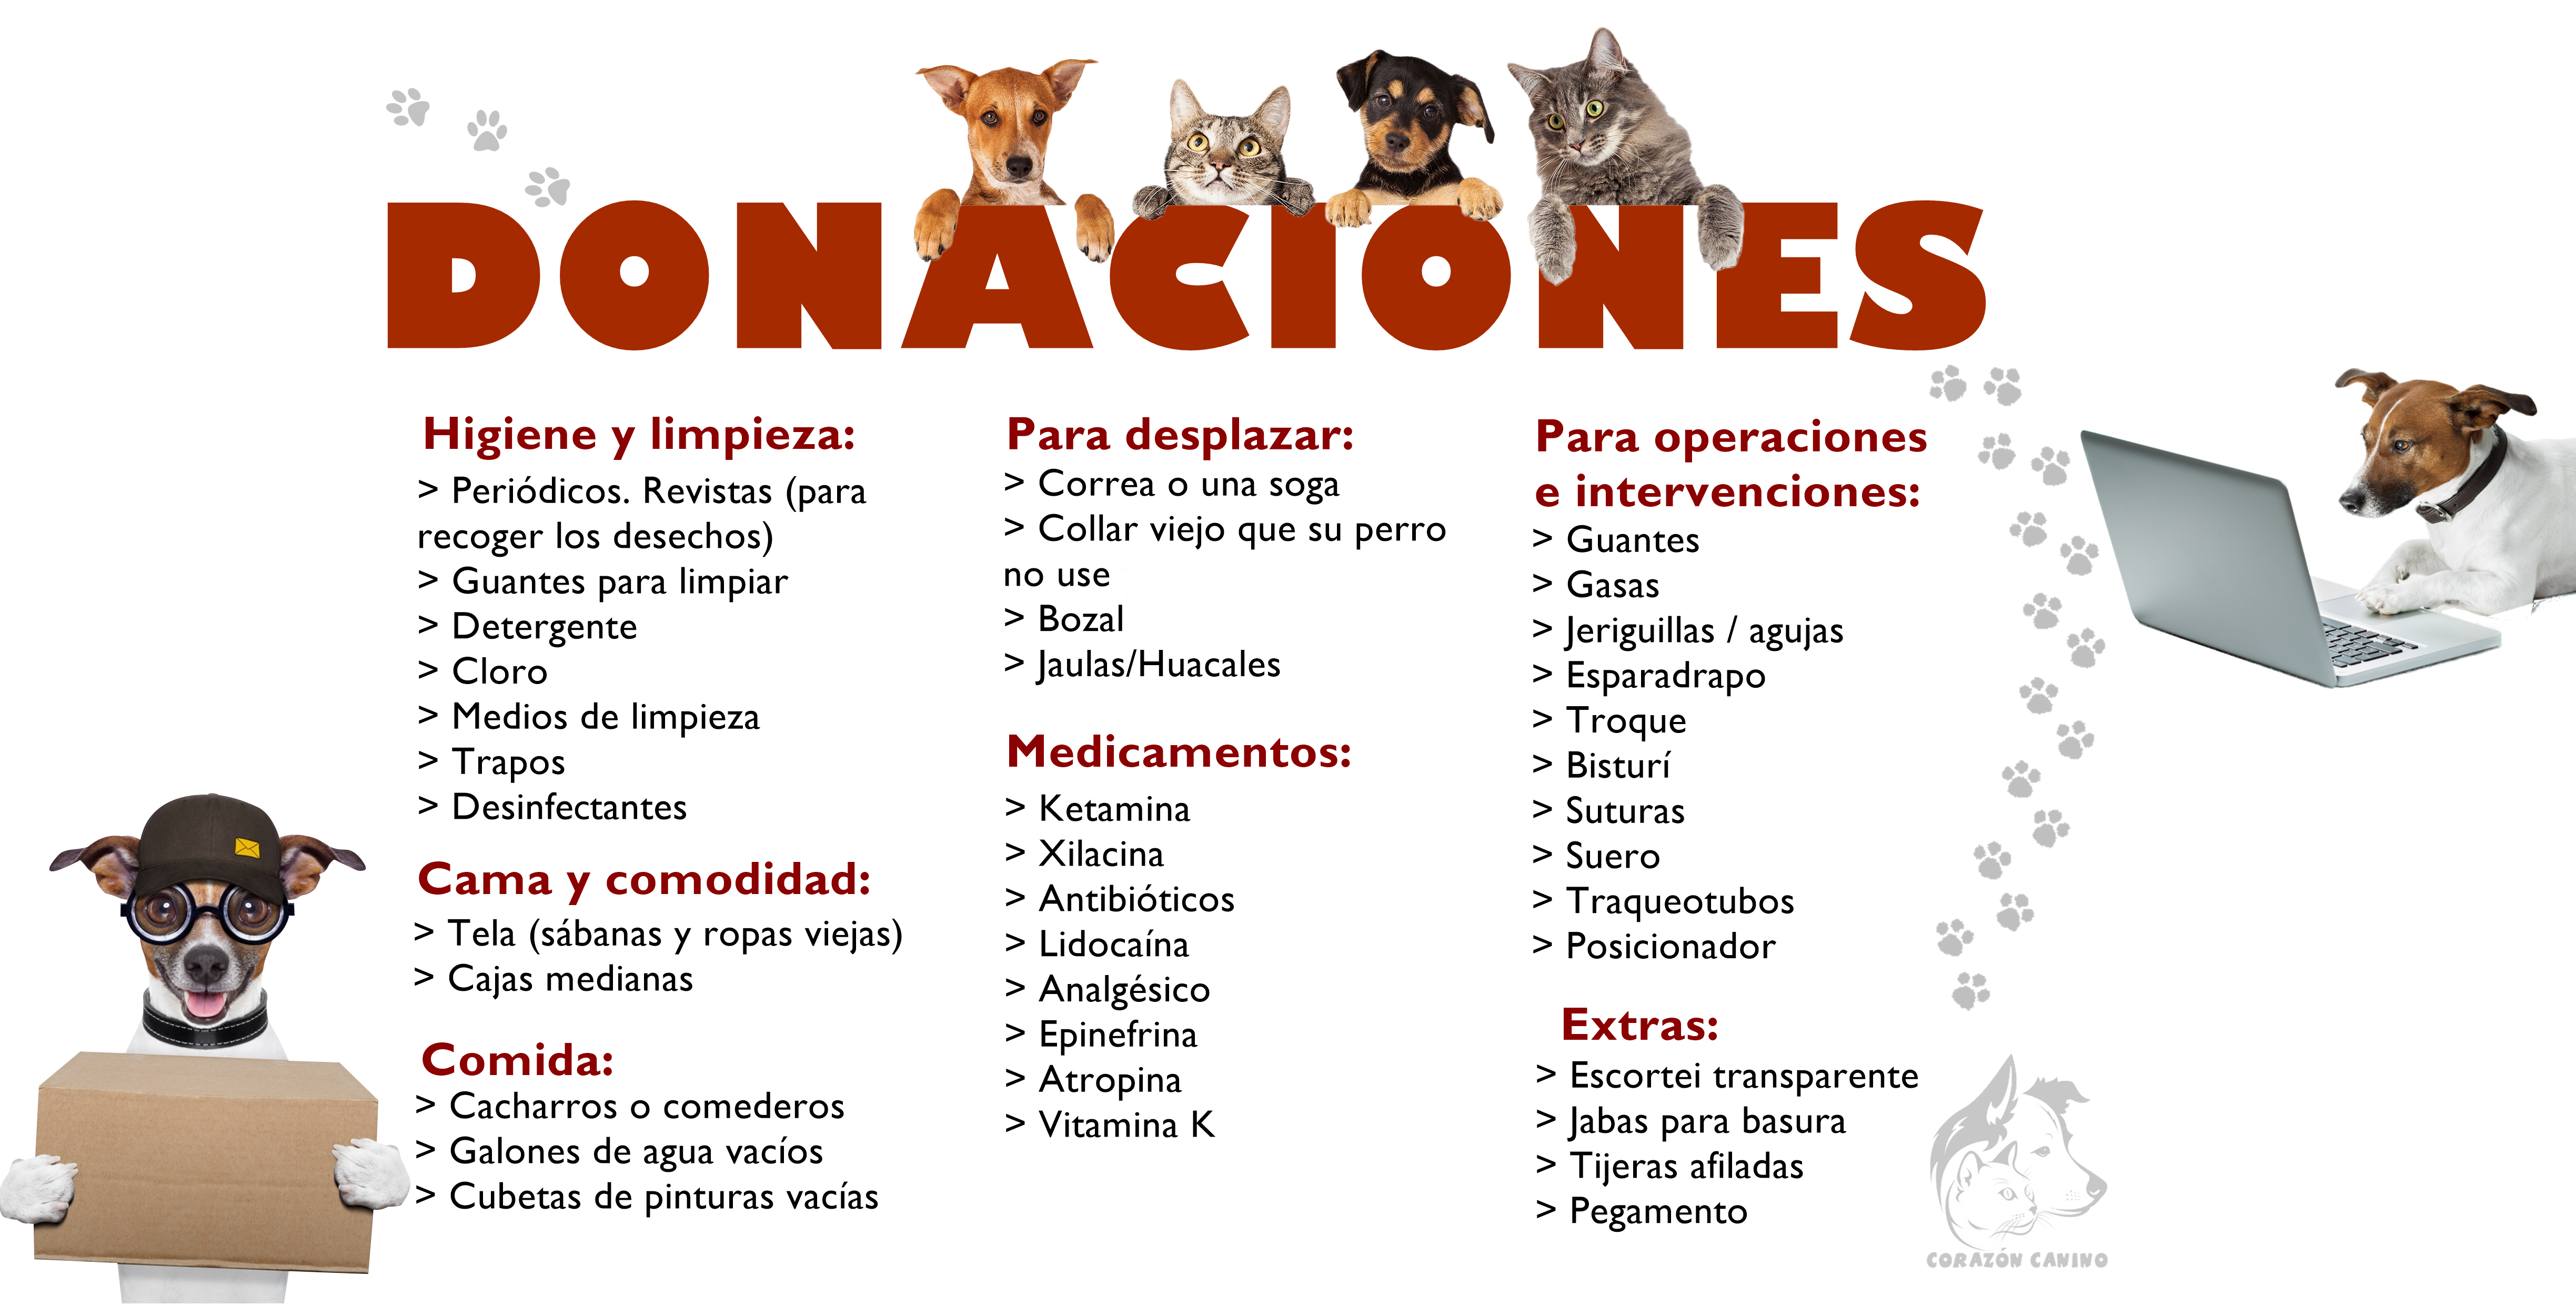 DONACIONES
Higiene y limpieza:
> Periódicos. Revistas (para
recoger los desechos)
> Guantes para limpiar
> Detergente
> Cloro
> Medios de limpieza
> Trapos
> Desinfectantes
Cama y comodidad:
> Tela (sábanas y ropas viejas)
> Cajas medianas
Comida:
> Cacharros o comederos
> Galones de agua vacíos
> Cubetas de pinturas vacías
Para desplazar:
> Correa o una soga
> Collar viejo que su perro
no use
> Bozal
> Jaulas/Huacales
Medicamentos:
> Ketamina
> Xilacina
> Antibióticos
> Lidocaína
> Analgésico
> Epinefrina
> Atropina
> Vitamina K
Para operaciones
e intervenciones:
> Guantes
> Gasas
> Jeriguillas / agujas
> Esparadrapo
> Troque
> Bisturí
> Suturas
> Suero
> Traqueotubos
> Posicionador
Extras:
> Escortei transparente
> Jabas para basura
> Tijeras afiladas
> Pegamento
CORAZÓN CANINO